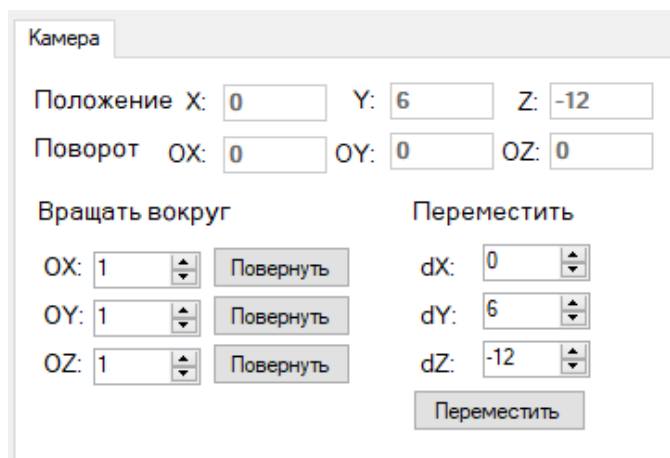 Камера
Положение X: 0 Y: 6 Z: -12
Поворот OX: 0 OY: 0 OZ: 0
Вращать вокруг Переместить
OX: 1 Повернуть dX: 0
OY: 1 Повернуть dY: 6
OZ: 1 Повернуть dZ: -12
Переместить